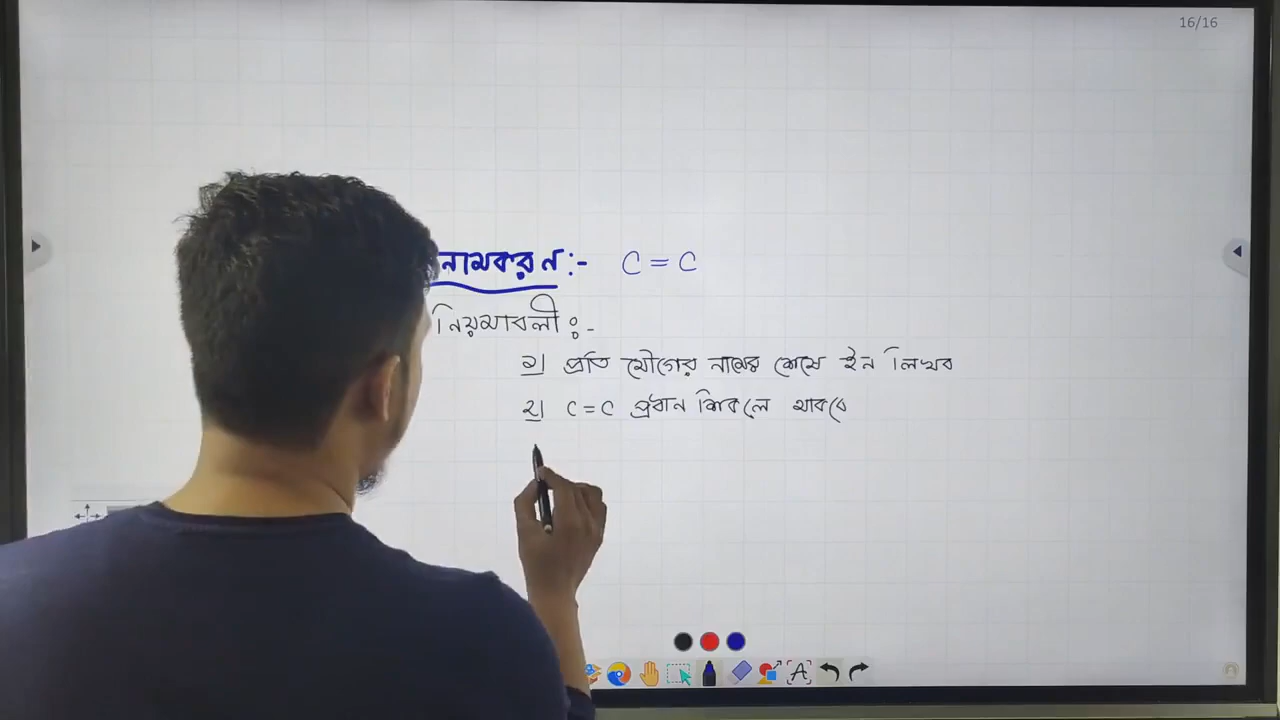 16/16
নামকরণ:- C = C
নিয়মাবলী ঃ-
১| প্রতি যৌগের নামের শেষে ইন লিখব
২| C = C প্রধান শিকলে থাকবে